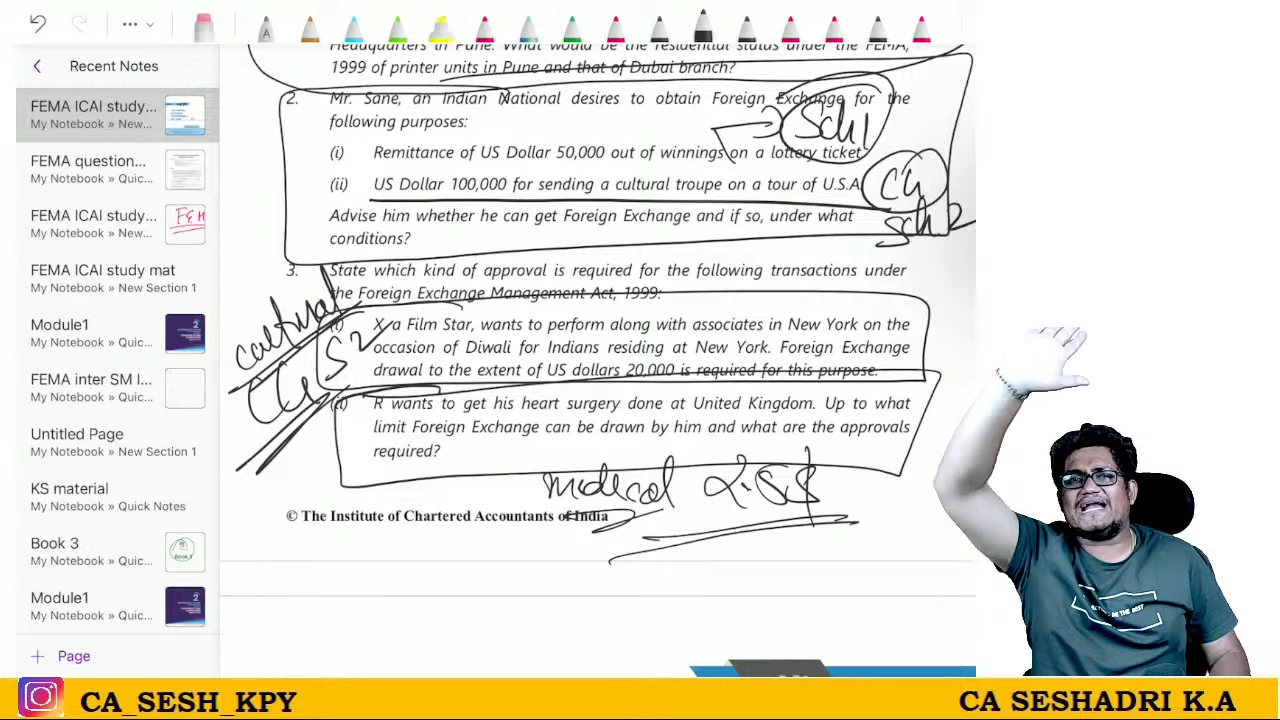 A
Recent Notes
FEMA ICAI study...
My Notebook » New...
FEMA question...
My Notebook » Quic...
FEMA ICAI study...
My Notebook » New...
FEM
FEMA ICAI study mat
My Notebook » New Section 1
Module1
My Notebook » Quic...
2
FEMA inter SM I...
My Notebook » Quic...
Untitled Page
My Notebook » New Section 1
KS material
My Notebook » Quick Notes
Book 3
My Notebook » Quic...
Book 3
Module1
My Notebook » Quic...
2
+ Page
Headquarters in Pune. What would be the residential status under the FEMA,
1999 of printer units in Pune and that of Dubai branch?
2. Mr. Sane, an Indian National desires to obtain Foreign Exchange for the
following purposes:
Sch1
(i) Remittance of US Dollar 50,000 out of winnings on a lottery ticket.
(ii) US Dollar 100,000 for sending a cultural troupe on a tour of U.S.A.
CG
Sch 2
Advise him whether he can get Foreign Exchange and if so, under what
conditions?
3. State which kind of approval is required for the following transactions under
the Foreign Exchange Management Act, 1999:
cultural
CG S2
(i) X, a Film Star, wants to perform along with associates in New York on the
occasion of Diwali for Indians residing at New York. Foreign Exchange
drawal to the extent of US dollars 20,000 is required for this purpose.
(ii) R wants to get his heart surgery done at United Kingdom. Up to what
limit Foreign Exchange can be drawn by him and what are the approvals
required?
medical
© The Institute of Chartered Accountants of India
CA_SESH_KPY
CA SESHADRI K.A